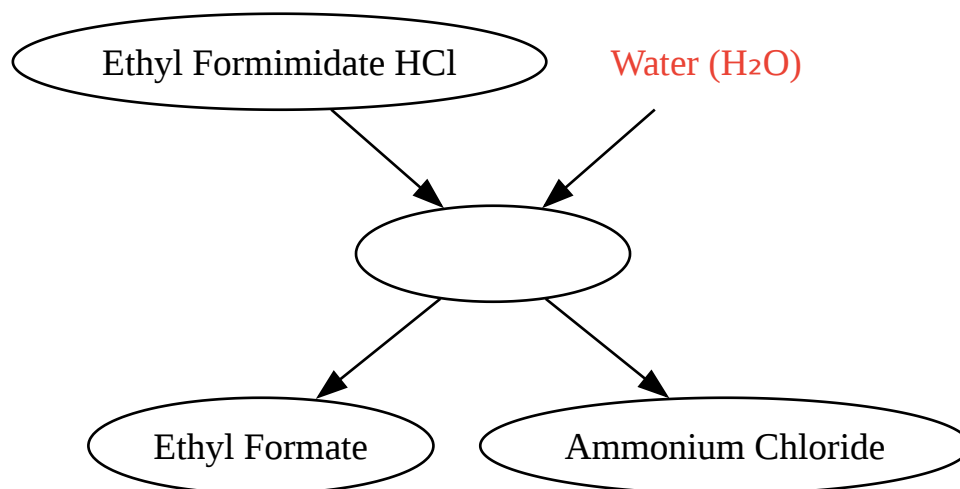 Ethyl Formimidate HCl
Water (H₂O)
Ethyl Formate
Ammonium Chloride